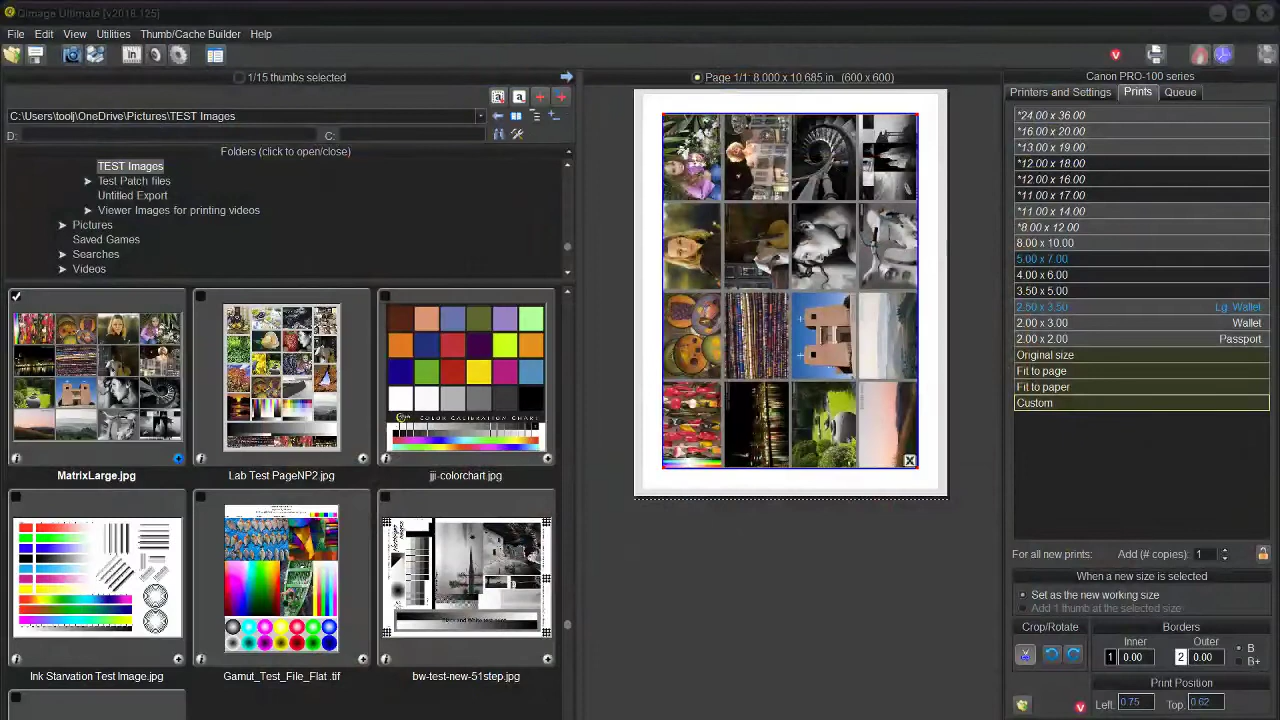 Qimage Ultimate [v2018.125]
File Edit View Utilities Thumb/Cache Builder Help
1/15 thumbs selected
Page 1/1: 8.000 x 10.685 in. (600 x 600)
Canon PRO-100 series
Printers and Settings Prints Queue
C:\Users\toolj\OneDrive\Pictures\TEST Images
D: C:
Folders (click to open/close)
TEST Images
Test Patch files
Untitled Export
Viewer Images for printing videos
Pictures
Saved Games
Searches
Videos
MatrixLarge.jpg
Lab Test PageNP2.jpg
COLOR CALIBRATION CHART
jji-colorchart.jpg
Ink Starvation Test Image.jpg
Gamut_Test_File_Flat .tif
bw-test-new-51step.jpg
*24.00 x 36.00
*16.00 x 20.00
*13.00 x 19.00
*12.00 x 18.00
*12.00 x 16.00
*11.00 x 17.00
*11.00 x 14.00
*8.00 x 12.00
8.00 x 10.00
5.00 x 7.00
4.00 x 6.00
3.50 x 5.00
2.50 x 3.50 Lg. Wallet
2.00 x 3.00 Wallet
2.00 x 2.00 Passport
Original size
Fit to page
Fit to paper
Custom
For all new prints: Add (# copies): 1
When a new size is selected
Set as the new working size
Add 1 thumb at the selected size
Crop/Rotate Borders
Inner Outer
1 0.00 2 0.00 B
B+
Print Position
Left: 0.75 Top: 0.62